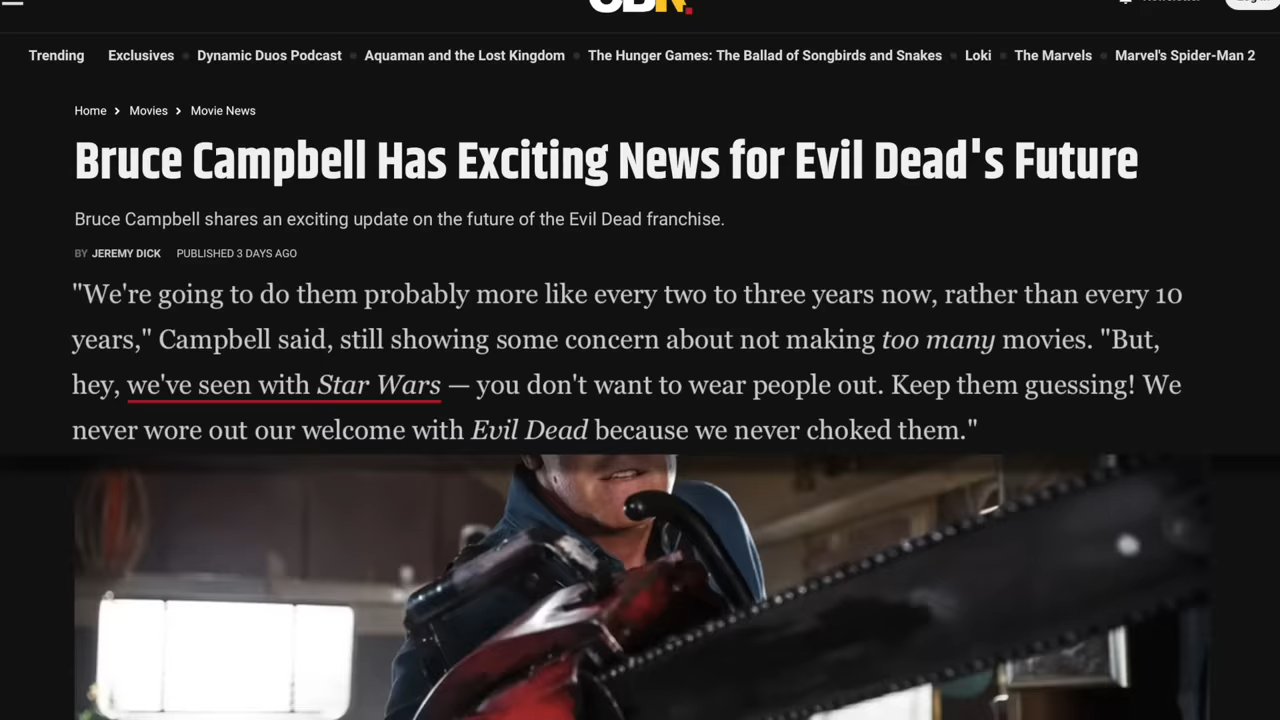 CBR.
Trending Exclusives Dynamic Duos Podcast Aquaman and the Lost Kingdom The Hunger Games: The Ballad of Songbirds and Snakes Loki The Marvels Marvel's Spider-Man 2
Home Movies Movie News
Bruce Campbell Has Exciting News for Evil Dead's Future
Bruce Campbell shares an exciting update on the future of the Evil Dead franchise.
BY JEREMY DICK PUBLISHED 3 DAYS AGO
"We're going to do them probably more like every two to three years now, rather than every 10
years," Campbell said, still showing some concern about not making too many movies. "But,
hey, we've seen with Star Wars — you don't want to wear people out. Keep them guessing! We
never wore out our welcome with Evil Dead because we never choked them."